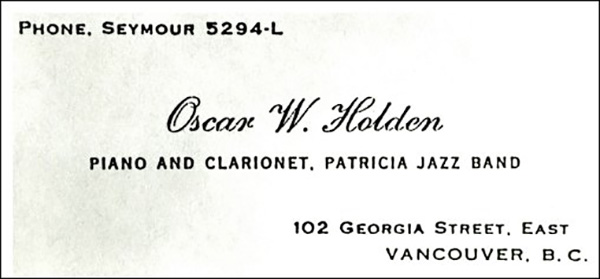 Phone, Seymour 5294-L
Oscar W. Holden
PIANO AND CLARIONET, PATRICIA JAZZ BAND
102 Georgia Street, East
VANCOUVER, B. C.